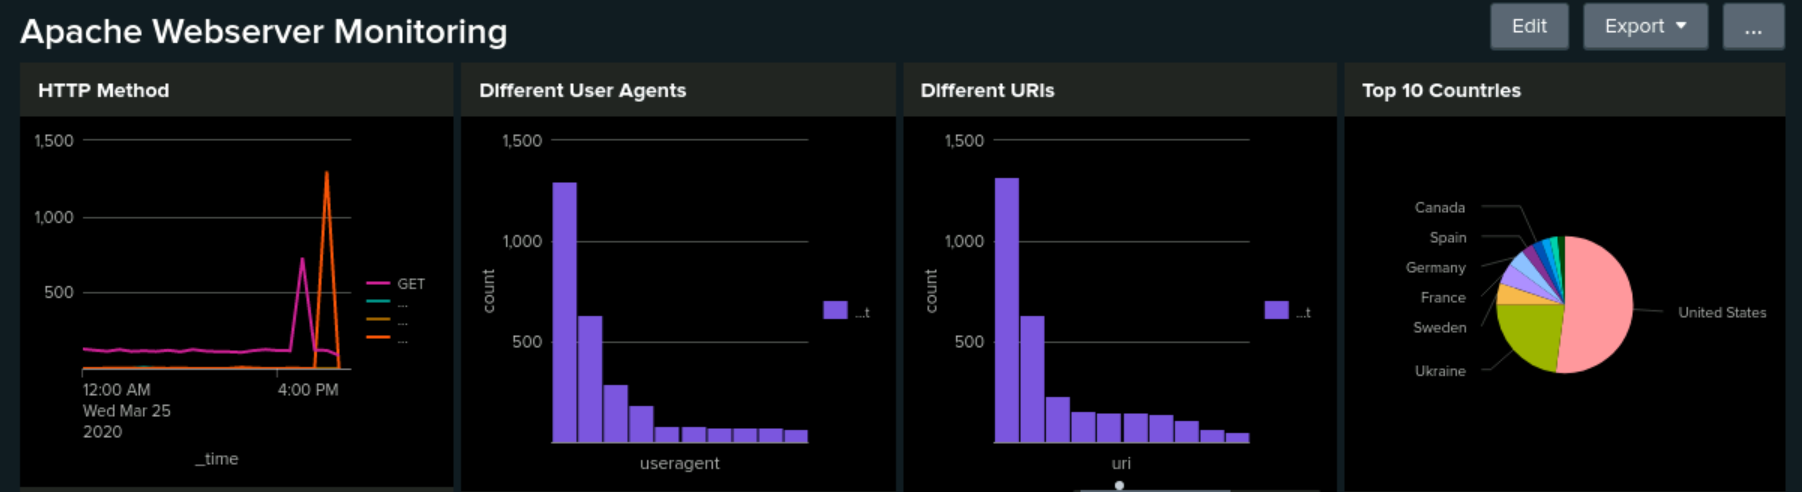 Apache Webserver Monitoring
Edit
Export
...
HTTP Method
1,500
1,000
500
GET
...
...
...
12:00 AM
Wed Mar 25
2020
4:00 PM
_time
Different User Agents
1,500
1,000
500
count
useragent
...t
Different URIs
1,500
1,000
500
count
uri
...t
Top 10 Countries
Canada
Spain
Germany
France
Sweden
Ukraine
United States